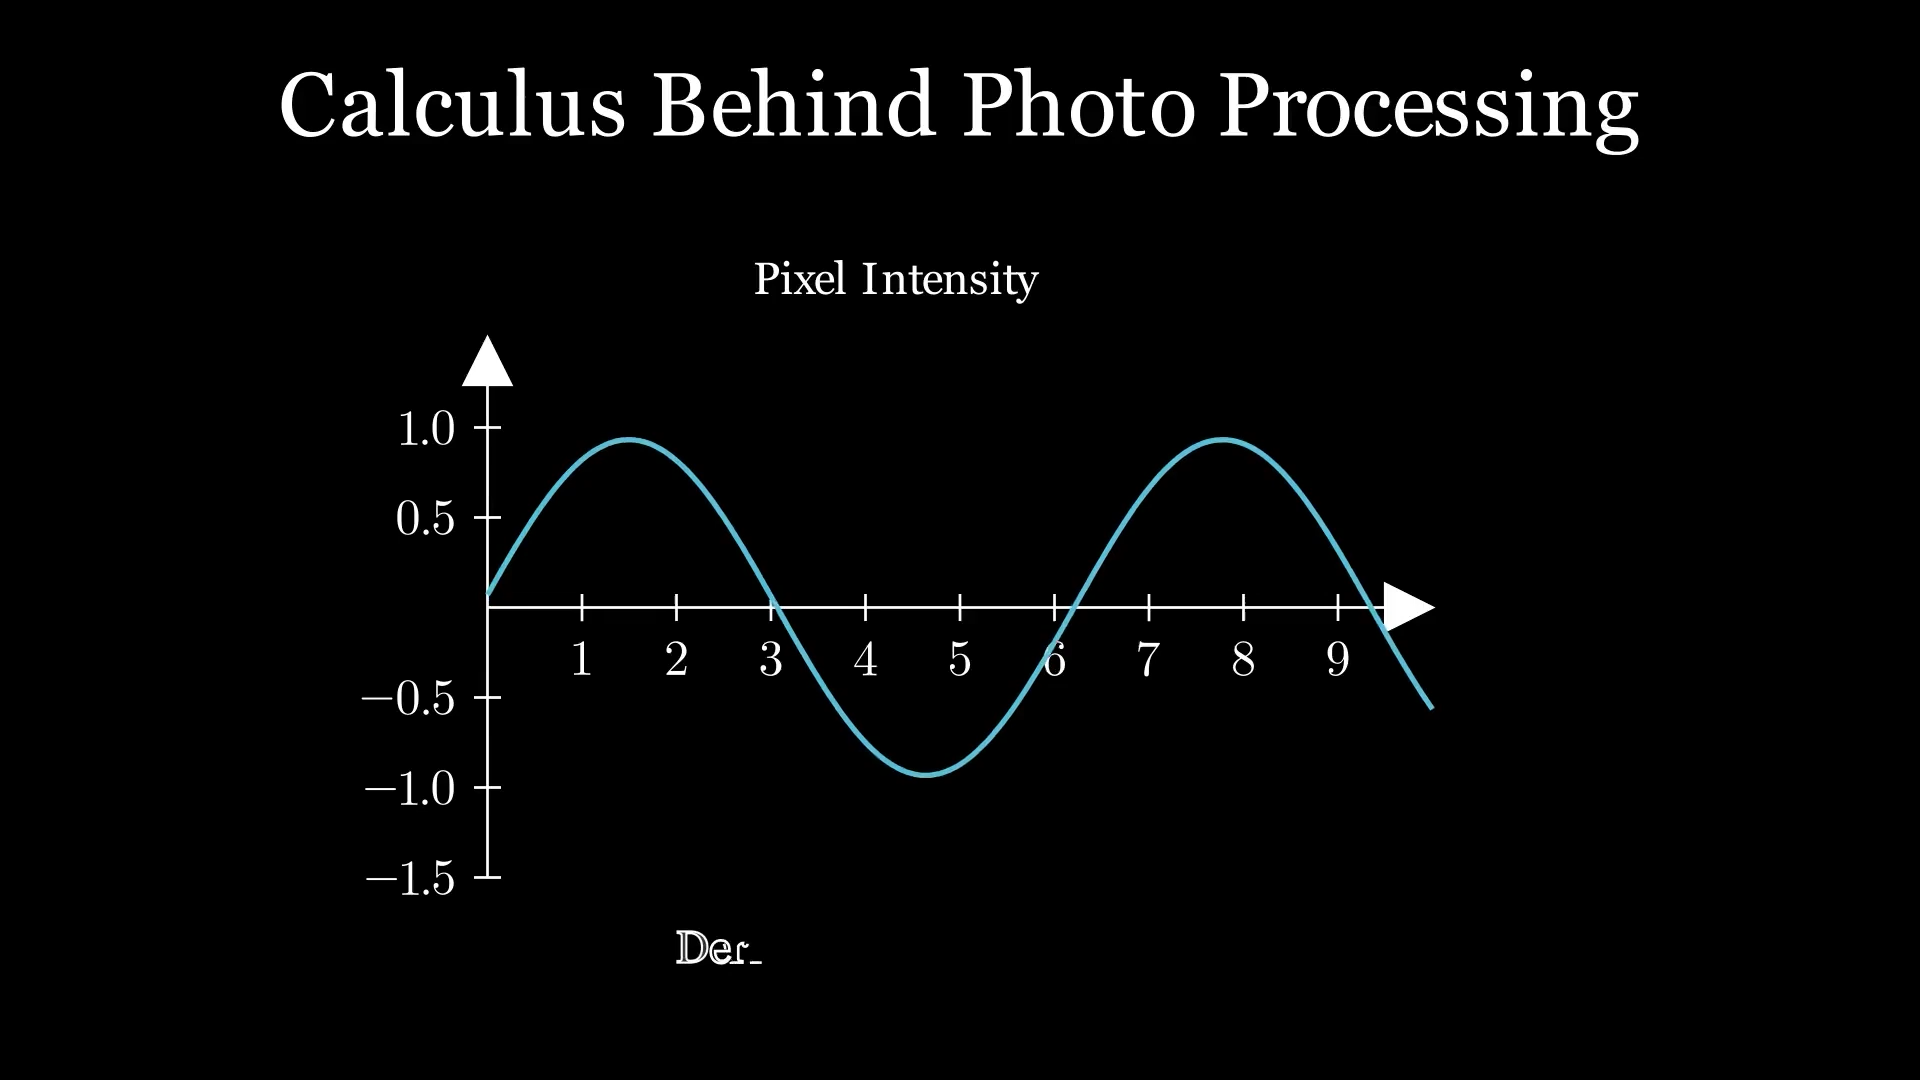 Calculus Behind Photo Processing
Pixel Intensity
1.0
0.5
1 2 3 4 5 6 7 8 9
−0.5
−1.0
−1.5
Der